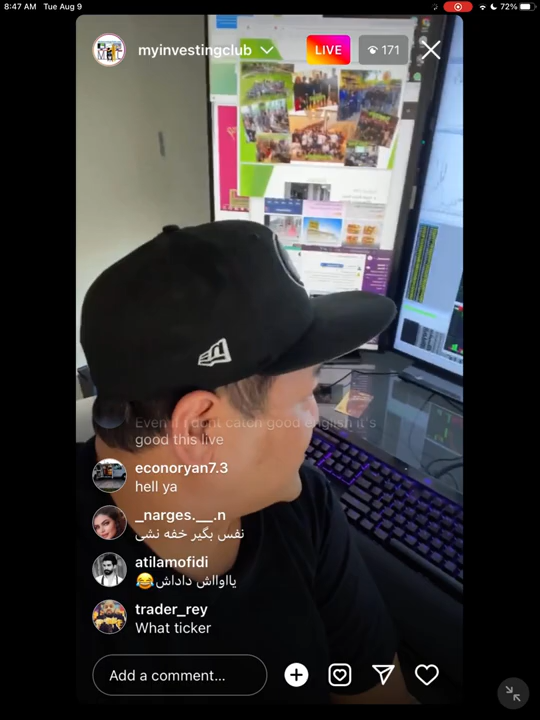 8:47 AM Tue Aug 9
72%
myinvestingclub
LIVE
171
Even if I dont catch good english it's
good this live
econoryan7.3
hell ya
_narges.__.n
نفس بگیر خفه نشی
atilamofidi
یااوااش داداش😂
trader_rey
What ticker
Add a comment...